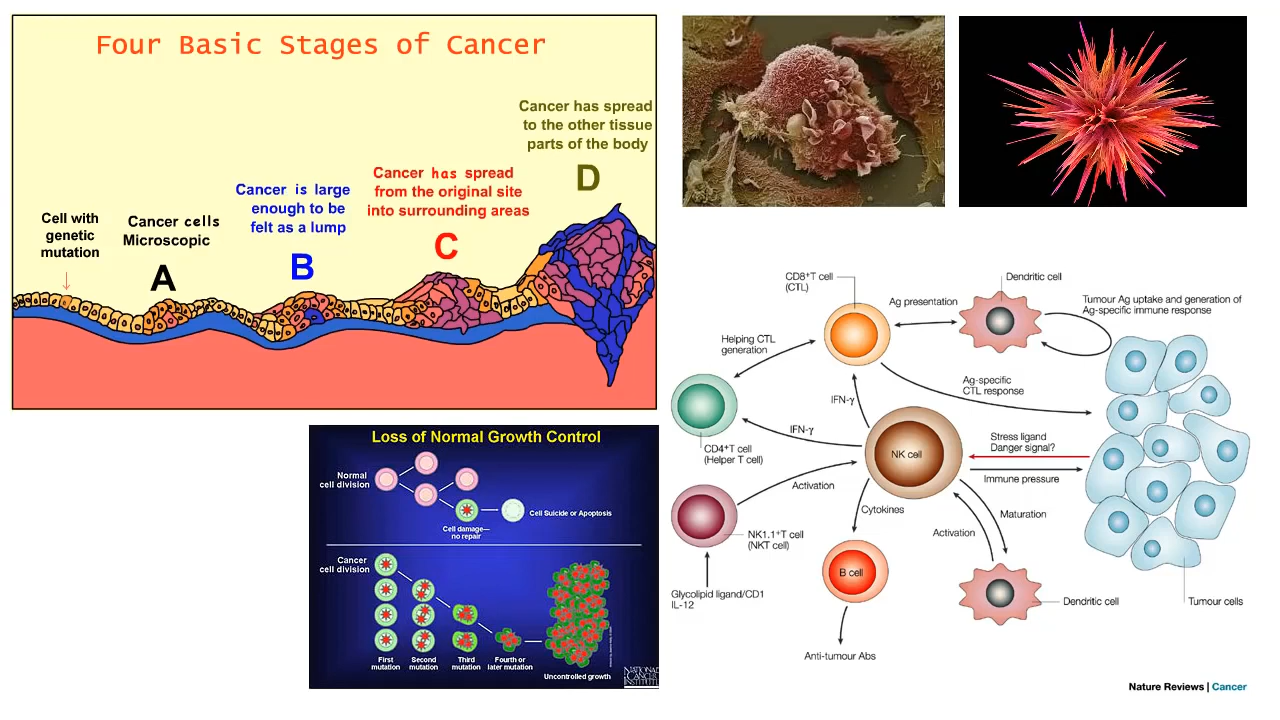 Four Basic Stages of Cancer
Cell with
genetic
mutation
Cancer cells
Microscopic
A
Cancer is large
enough to be
felt as a lump
B
Cancer has spread
from the original site
into surrounding areas
C
Cancer has spread
to the other tissue
parts of the body
D
Loss of Normal Growth Control
Normal
cell division
Cell Suicide or Apoptosis
Cell damage—
no repair
Cancer
cell division
First
mutation
Second
mutation
Third
mutation
Fourth or
later mutation
Uncontrolled growth
NATIONAL
CANCER
INSTITUTE
CD8+T cell
(CTL)
Dendritic cell
Ag presentation
Tumour Ag uptake and generation of
Ag-specific immune response
Helping CTL
generation
Ag-specific
CTL response
IFN-γ
IFN-γ
CD4+T cell
(Helper T cell)
NK cell
Stress ligand
Danger signal?
Immune pressure
Activation
Cytokines
Maturation
Activation
NK1.1+T cell
(NKT cell)
B cell
Glycolipid ligand/CD1
IL-12
Dendritic cell
Tumour cells
Anti-tumour Abs
Nature Reviews | Cancer